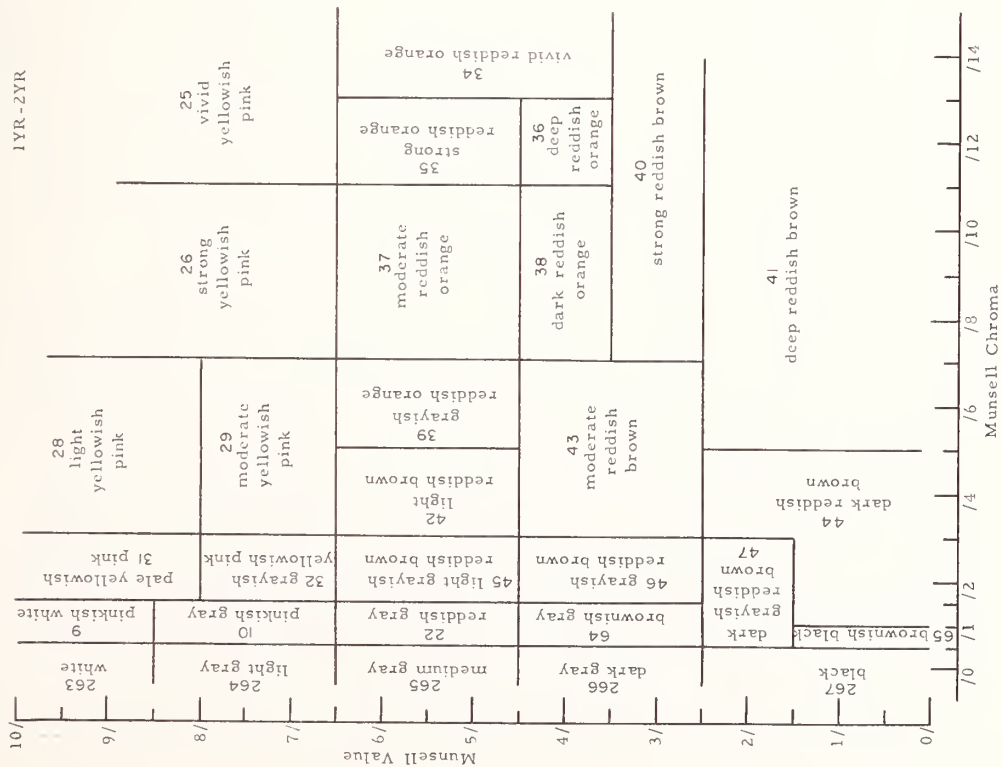 1YR - 2YR
10/
9/
8/
7/
6/
5/
4/
3/
2/
1/
0/
Munsell Value
263
white
264
light gray
265
medium gray
266
dark gray
267
black
9
pinkish white
10
pinkish gray
22
reddish gray
64
brownish gray
65 brownish black
31 pink
pale yellowish
32 grayish
yellowish pink
45 light grayish
reddish brown
46 grayish
reddish brown
47
dark
grayish
reddish
brown
28
light
yellowish
pink
29
moderate
yellowish
pink
42
light
reddish brown
39
grayish
reddish orange
43
moderate
reddish
brown
44
dark reddish
brown
26
strong
yellowish
pink
37
moderate
reddish
orange
38
dark reddish
orange
25
vivid
yellowish
pink
35
strong
reddish orange
36
deep
reddish
orange
34
vivid reddish orange
40
strong reddish brown
41
deep reddish brown
/0
/1
/2
/4
/6
/8
/10
/12
/14
Munsell Chroma